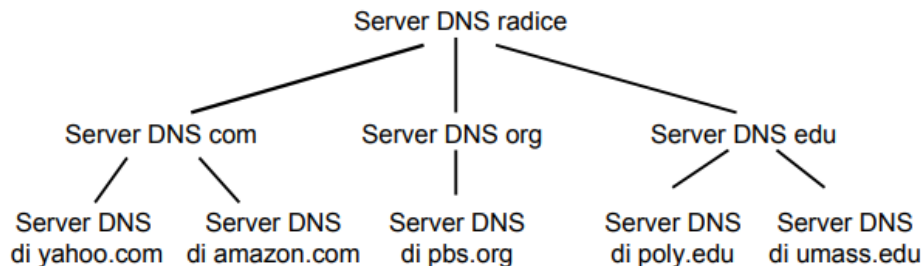 Server DNS radice
Server DNS com
Server DNS org
Server DNS edu
Server DNS
di yahoo.com
Server DNS
di amazon.com
Server DNS
di pbs.org
Server DNS
di poly.edu
Server DNS
di umass.edu